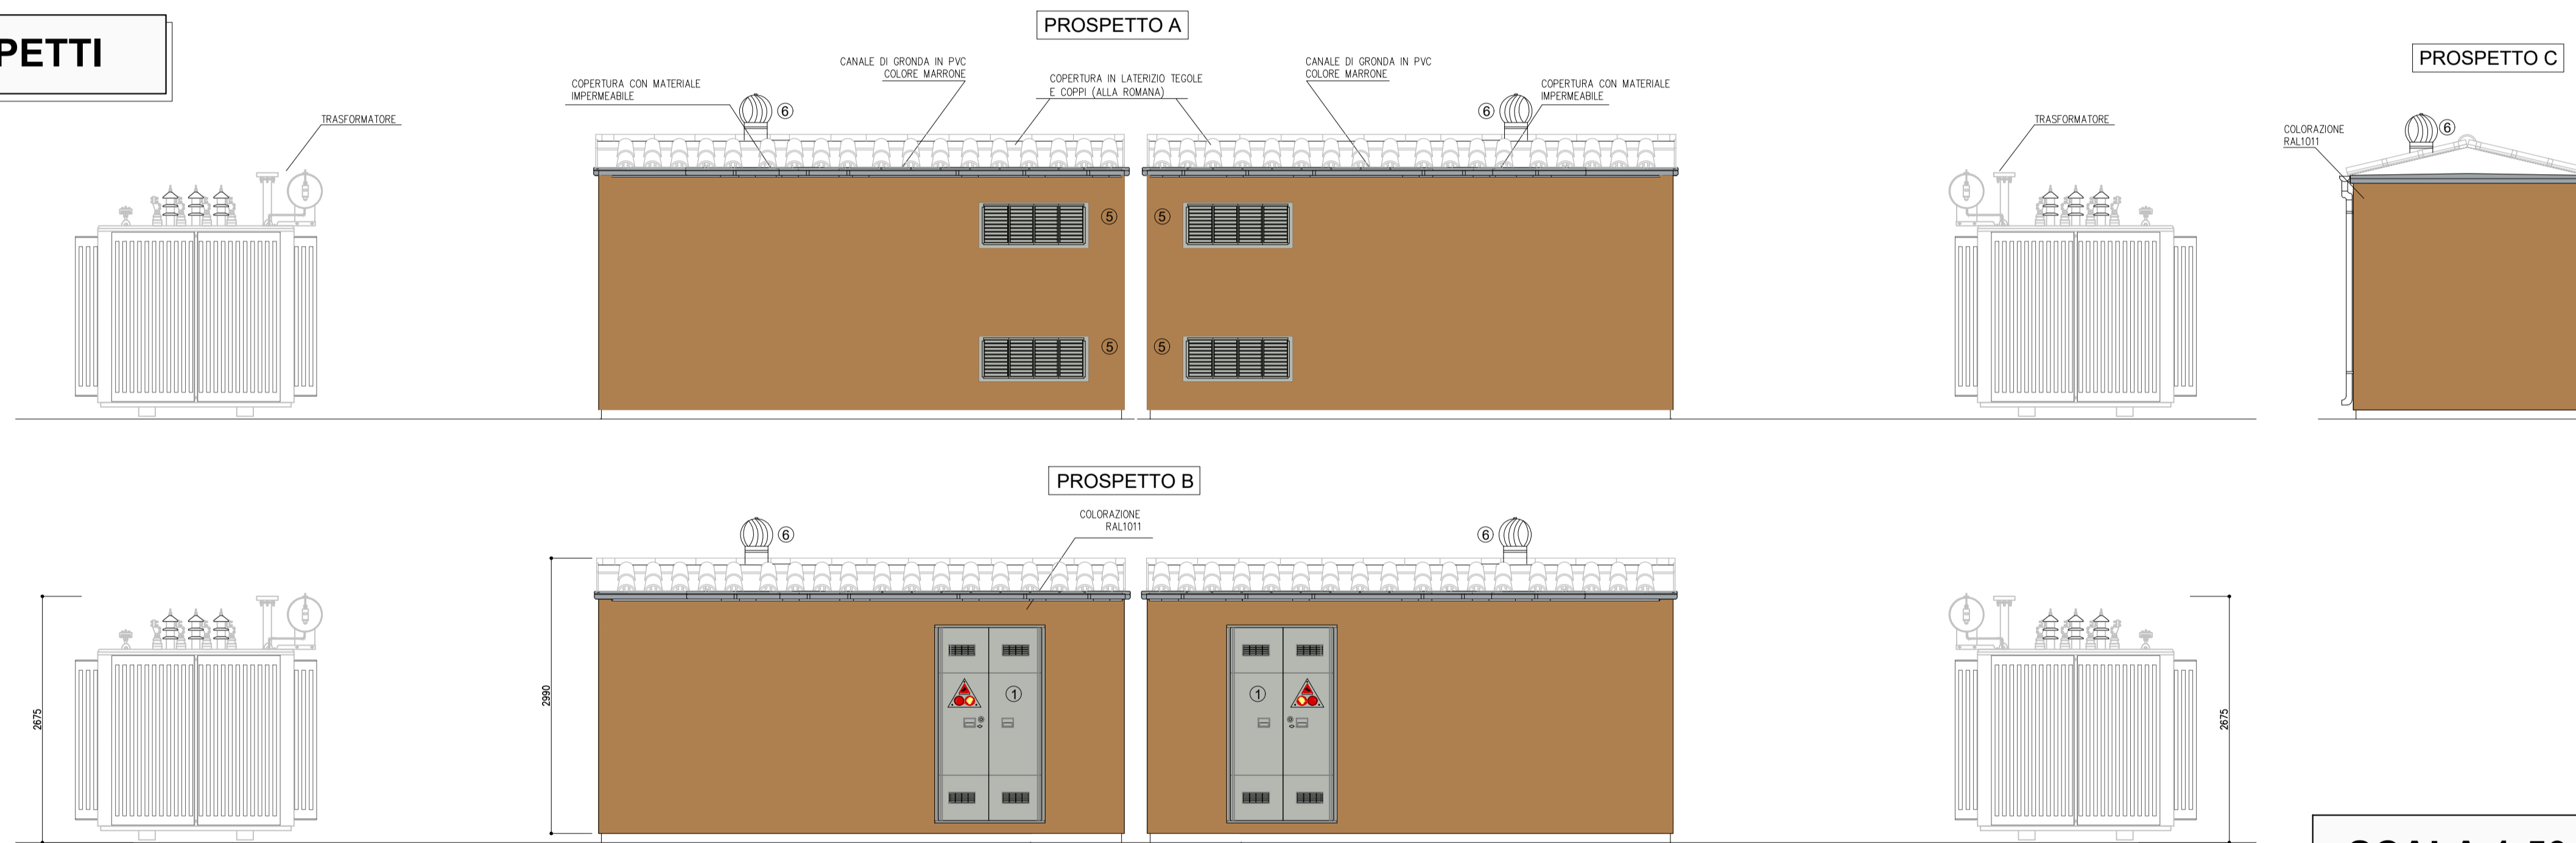 PETTI
PROSPETTO A
PROSPETTO C
CANALE DI GRONDA IN PVC
COLORE MARRONE
COPERTURA CON MATERIALE
IMPERMEABILE
COPERTURA IN LATERIZIO TEGOLE
E COPPI (ALLA ROMANA)
CANALE DI GRONDA IN PVC
COLORE MARRONE
COPERTURA CON MATERIALE
IMPERMEABILE
TRASFORMATORE
6
6
TRASFORMATORE
COLORAZIONE
RAL1011
6
5
5
5
5
PROSPETTO B
COLORAZIONE
RAL1011
6
6
1
1
2675
2990
2675